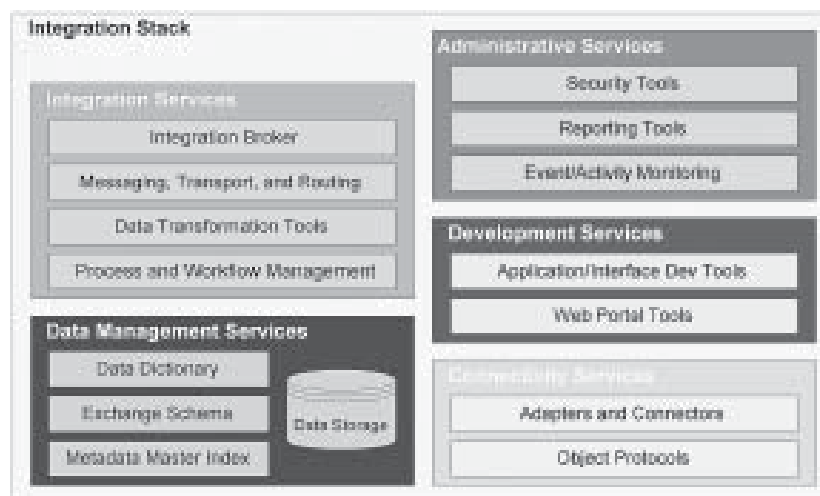 Integration Stack
Integration Services
Integration Broker
Messaging, Transport, and Routing
Data Transformation Tools
Process and Workflow Management
Data Management Services
Data Dictionary
Exchange Schema
Metadata Master Index
Data Storage
Administrative Services
Security Tools
Reporting Tools
Event/Activity Monitoring
Development Services
Application/Interface Dev Tools
Web Portal Tools
Connectivity Services
Adapters and Connectors
Object Protocols